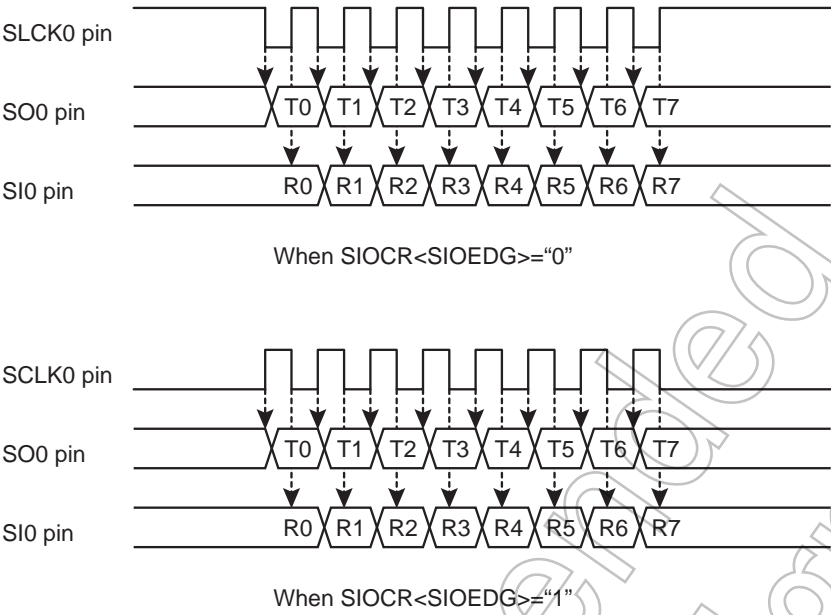 SLCK0 pin
SO0 pin
T0 T1 T2 T3 T4 T5 T6 T7
SI0 pin
R0 R1 R2 R3 R4 R5 R6 R7
When SIOCR<SIOEDG>=“0”
SCLK0 pin
SO0 pin
T0 T1 T2 T3 T4 T5 T6 T7
SI0 pin
R0 R1 R2 R3 R4 R5 R6 R7
When SIOCR<SIOEDG>=“1”